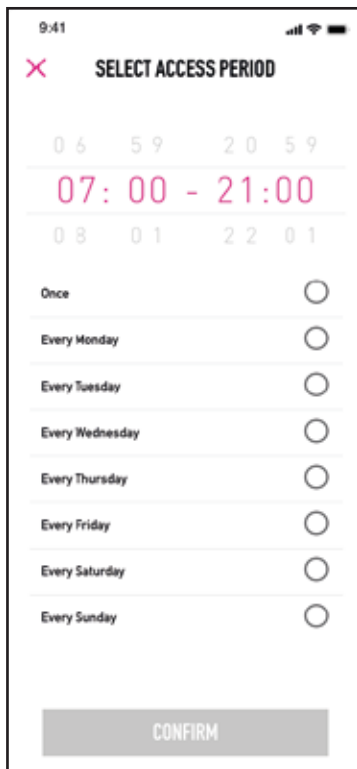 9:41
SELECT ACCESS PERIOD
06 59 20 59
07: 00 - 21:00
08 01 22 01
Once
Every Monday
Every Tuesday
Every Wednesday
Every Thursday
Every Friday
Every Saturday
Every Sunday
CONFIRM